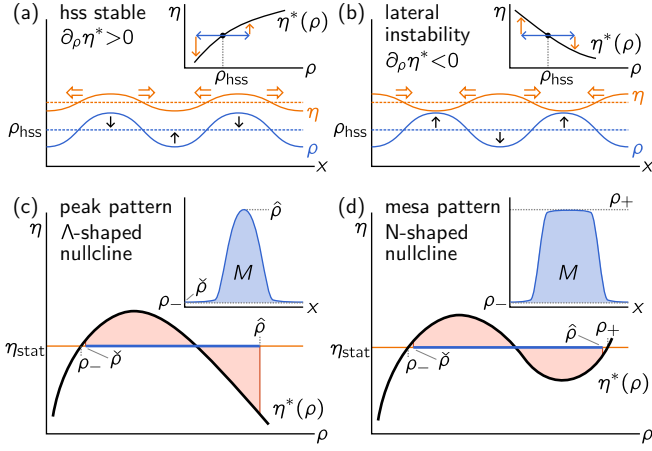 (a) hss stable
∂ρη*>0
η
η*(ρ)
ρhss
ρ
ρhss
η
ρ
x
(b) lateral
instability
∂ρη*<0
η
η*(ρ)
ρhss
ρ
ρhss
η
ρ
x
(c) peak pattern
η
Λ-shaped
nullcline
ρ̂
M
ρ− ρ̌
x
ρ̂
ηstat
ρ− ρ̌
η*(ρ)
ρ
(d) mesa pattern
η
N-shaped
nullcline
ρ+
M
ρ−
x
ρ̂ ρ+
ηstat
ρ− ρ̌
η*(ρ)
ρ